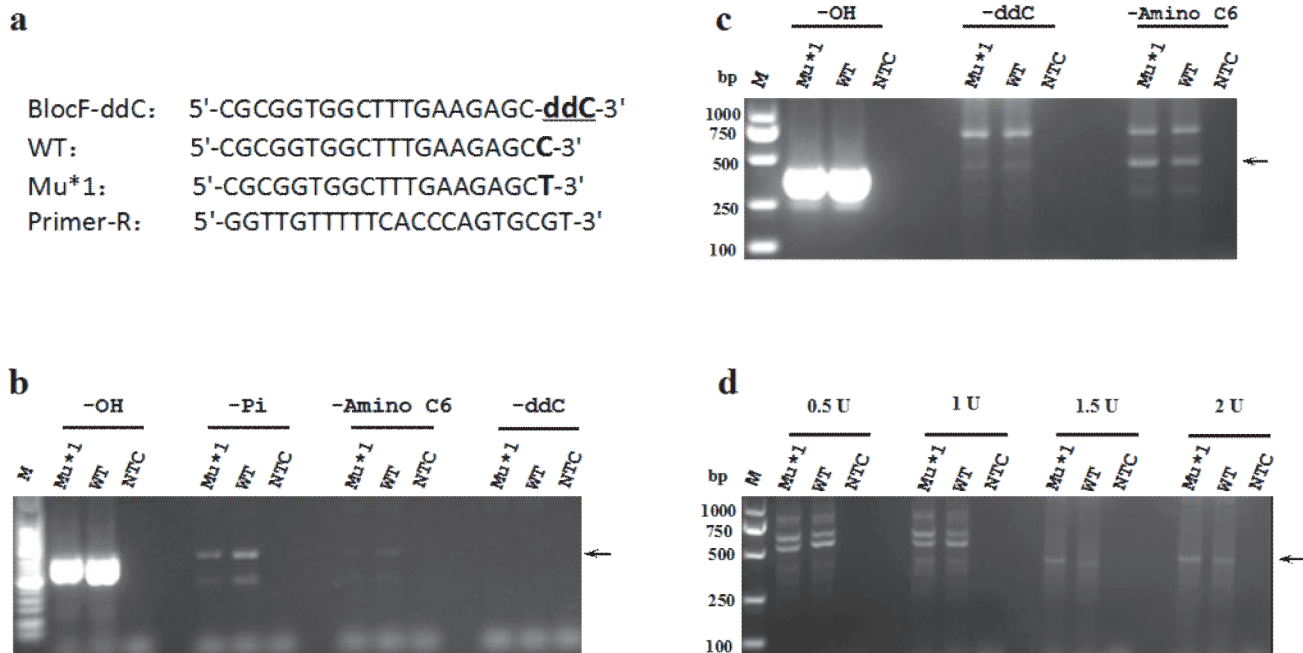 a
BlocF-ddC: 5'-CGCGGTGGCTTTGAAGAGC-ddC-3'
WT: 5'-CGCGGTGGCTTTGAAGAGCC-3'
Mu*1: 5'-CGCGGTGGCTTTGAAGAGCT-3'
Primer-R: 5'-GGTTGTTTTTCACCCAGTGCGT-3'
b
-OH -Pi -Amino C6 -ddC
M Mu*1 WT NTC Mu*1 WT NTC Mu*1 WT NTC Mu*1 WT NTC
c
-OH -ddC -Amino C6
bp M Mu*1 WT NTC Mu*1 WT NTC Mu*1 WT NTC
1000
750
500
250
100
d
0.5 U 1 U 1.5 U 2 U
bp M Mu*1 WT NTC Mu*1 WT NTC Mu*1 WT NTC Mu*1 WT NTC
1000
750
500
250
100